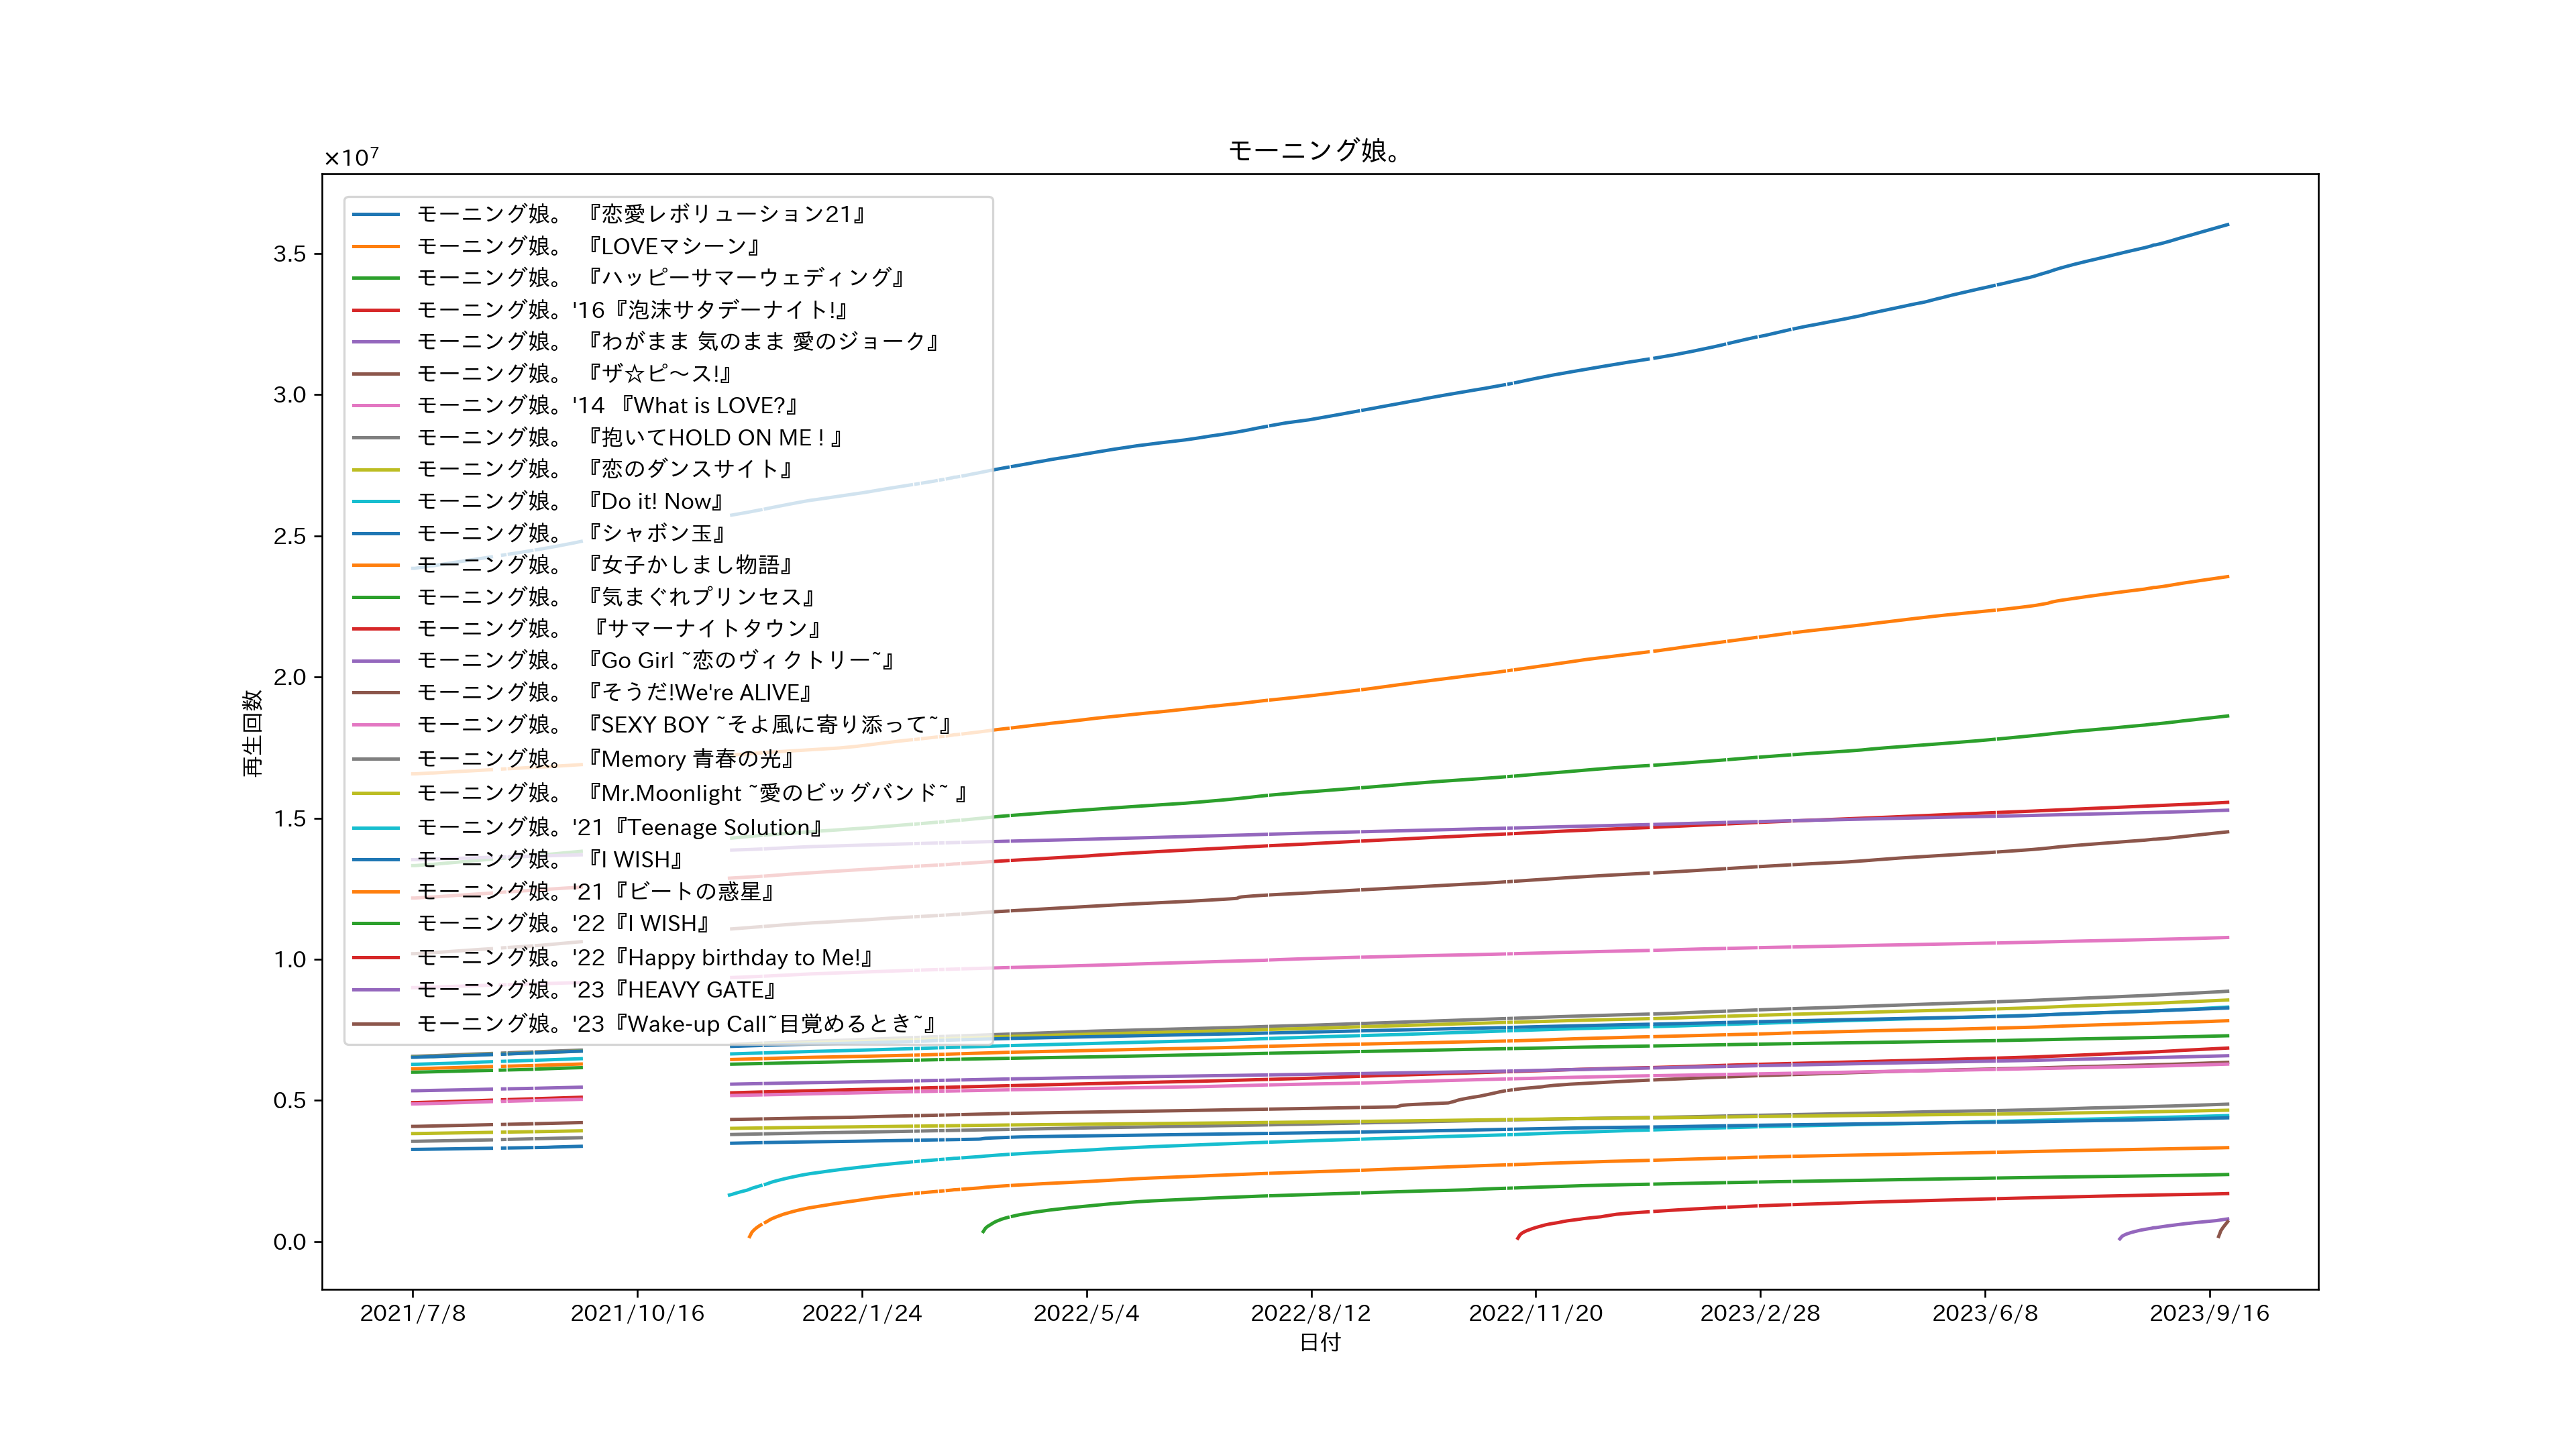 モーニング娘。
×10⁷
3.5
3.0
2.5
2.0
1.5
1.0
0.5
0.0
再生回数
モーニング娘。 『恋愛レボリューション21』
モーニング娘。 『LOVEマシーン』
モーニング娘。 『ハッピーサマーウェディング』
モーニング娘。'16『泡沫サタデーナイト!』
モーニング娘。 『わがまま 気のまま 愛のジョーク』
モーニング娘。 『ザ☆ピ〜ス!』
モーニング娘。'14 『What is LOVE?』
モーニング娘。 『抱いてHOLD ON ME ! 』
モーニング娘。 『恋のダンスサイト』
モーニング娘。 『Do it! Now』
モーニング娘。 『シャボン玉』
モーニング娘。 『女子かしまし物語』
モーニング娘。 『気まぐれプリンセス』
モーニング娘。 『サマーナイトタウン』
モーニング娘。 『Go Girl ~恋のヴィクトリー~』
モーニング娘。 『そうだ!We're ALIVE』
モーニング娘。 『SEXY BOY ~そよ風に寄り添って~』
モーニング娘。 『Memory 青春の光』
モーニング娘。 『Mr.Moonlight ~愛のビッグバンド~ 』
モーニング娘。'21『Teenage Solution』
モーニング娘。 『I WISH』
モーニング娘。'21『ビートの惑星』
モーニング娘。'22『I WISH』
モーニング娘。'22『Happy birthday to Me!』
モーニング娘。'23『HEAVY GATE』
モーニング娘。'23『Wake-up Call~目覚めるとき~』
2021/7/8 2021/10/16 2022/1/24 2022/5/4 2022/8/12 2022/11/20 2023/2/28 2023/6/8 2023/9/16
日付